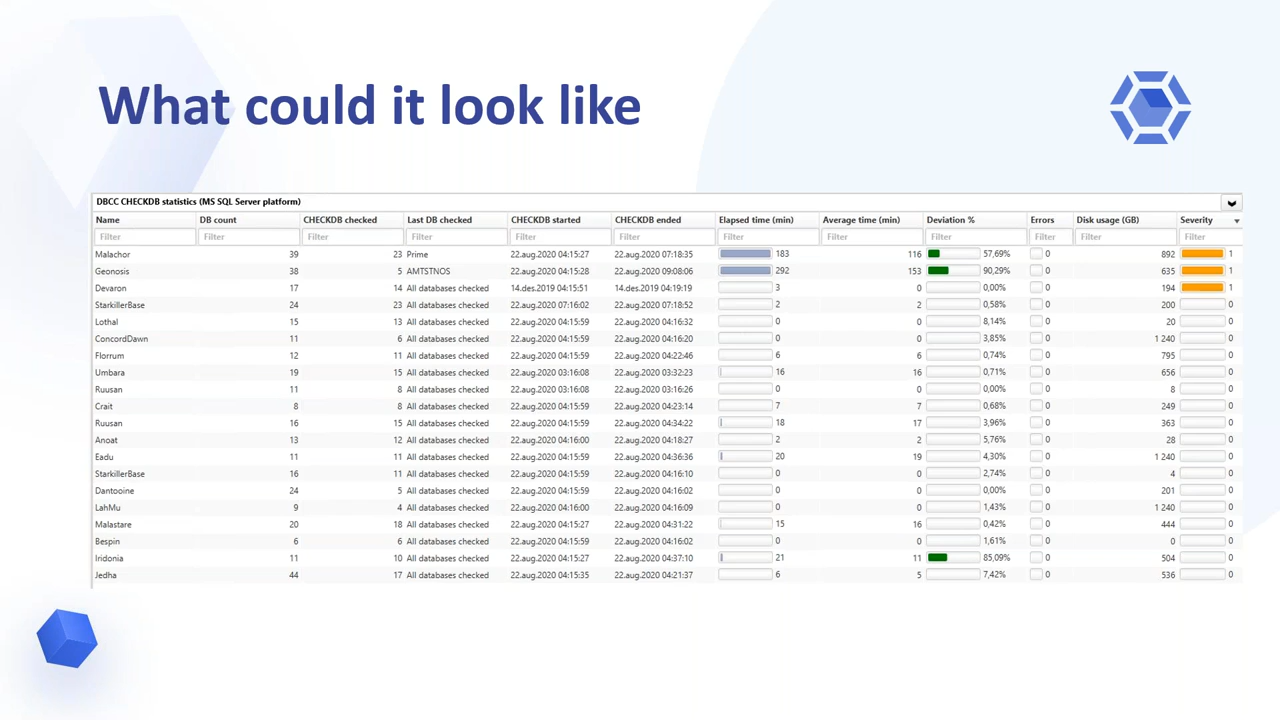 What could it look like
DBCC CHECKDB statistics (MS SQL Server platform)
Name DB count CHECKDB checked Last DB checked CHECKDB started CHECKDB ended Elapsed time (min) Average time (min) Deviation % Errors Disk usage (GB) Severity
Filter Filter Filter Filter Filter Filter Filter Filter Filter Filter Filter Filter
Malachor 39 23 Prime 22.aug.2020 04:15:27 22.aug.2020 07:18:35 183 116 57,69% 0 892 1
Geonosis 38 5 AMTSTNOS 22.aug.2020 04:15:28 22.aug.2020 09:08:06 292 153 90,29% 0 635 1
Devaron 17 14 All databases checked 14.des.2019 04:15:51 14.des.2019 04:19:19 3 0 0,00% 0 194 1
StarkillerBase 24 23 All databases checked 22.aug.2020 07:16:02 22.aug.2020 07:18:52 2 2 0,58% 0 200 0
Lothal 15 13 All databases checked 22.aug.2020 04:15:59 22.aug.2020 04:16:32 0 0 8,14% 0 20 0
ConcordDawn 11 6 All databases checked 22.aug.2020 04:15:59 22.aug.2020 04:16:20 0 0 3,85% 0 1 240 0
Florrum 12 11 All databases checked 22.aug.2020 04:15:59 22.aug.2020 04:22:46 6 6 0,74% 0 795 0
Umbara 19 15 All databases checked 22.aug.2020 03:16:08 22.aug.2020 03:32:23 16 16 0,71% 0 656 0
Ruusan 11 8 All databases checked 22.aug.2020 03:16:08 22.aug.2020 03:16:26 0 0 0,00% 0 8 0
Crait 8 8 All databases checked 22.aug.2020 04:15:59 22.aug.2020 04:23:14 7 7 0,68% 0 249 0
Ruusan 16 15 All databases checked 22.aug.2020 04:15:59 22.aug.2020 04:34:22 18 17 3,96% 0 363 0
Anoat 13 12 All databases checked 22.aug.2020 04:16:00 22.aug.2020 04:18:27 2 2 5,76% 0 28 0
Eadu 11 11 All databases checked 22.aug.2020 04:15:59 22.aug.2020 04:36:36 20 19 4,30% 0 1 240 0
StarkillerBase 16 11 All databases checked 22.aug.2020 04:15:59 22.aug.2020 04:16:10 0 0 2,74% 0 4 0
Dantooine 24 5 All databases checked 22.aug.2020 04:15:59 22.aug.2020 04:16:02 0 0 0,00% 0 201 0
LahMu 9 4 All databases checked 22.aug.2020 04:16:00 22.aug.2020 04:16:09 0 0 1,43% 0 1 240 0
Malastare 20 18 All databases checked 22.aug.2020 04:15:27 22.aug.2020 04:31:22 15 16 0,42% 0 444 0
Bespin 6 6 All databases checked 22.aug.2020 04:15:59 22.aug.2020 04:16:02 0 0 1,61% 0 0 0
Iridonia 11 10 All databases checked 22.aug.2020 04:15:27 22.aug.2020 04:37:10 21 11 85,09% 0 504 0
Jedha 44 17 All databases checked 22.aug.2020 04:15:35 22.aug.2020 04:21:37 6 5 7,42% 0 536 0